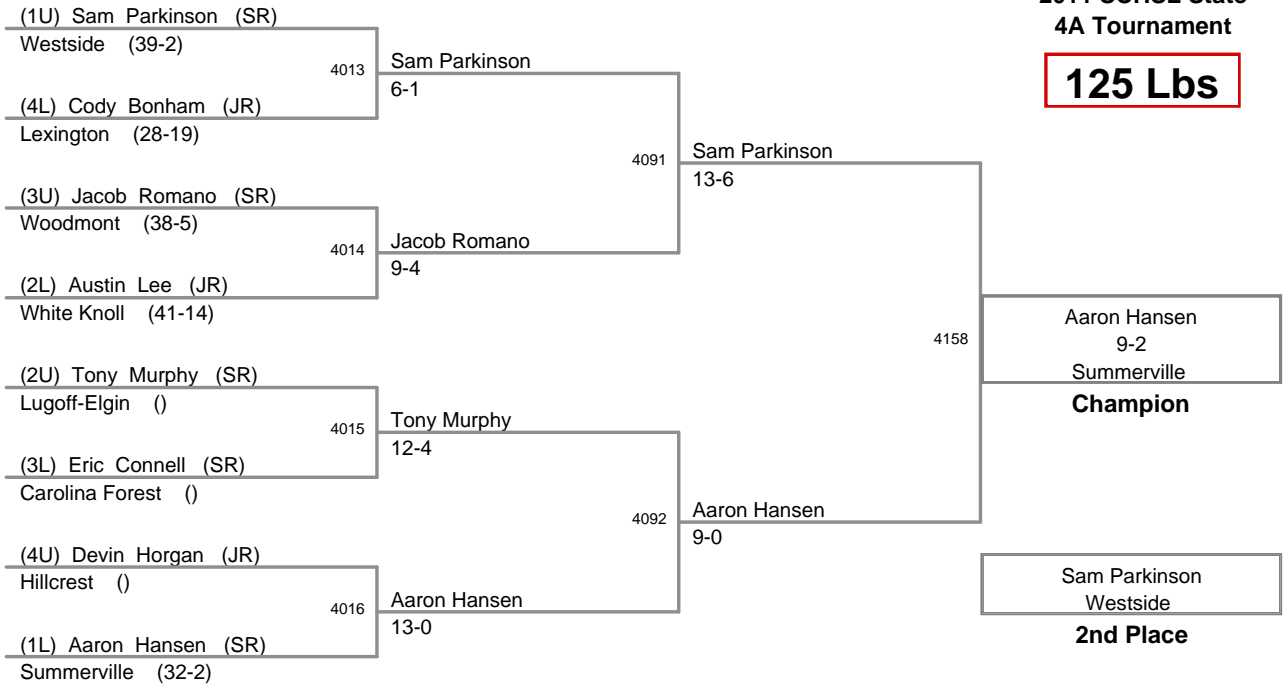 4A Tournament
125 Lbs
(1U) Sam Parkinson (SR)
Westside (39-2)
4013
Sam Parkinson
6-1
(4L) Cody Bonham (JR)
Lexington (28-19)
4091
Sam Parkinson
13-6
(3U) Jacob Romano (SR)
Woodmont (38-5)
4014
Jacob Romano
9-4
(2L) Austin Lee (JR)
White Knoll (41-14)
4158
Aaron Hansen
9-2
Summerville
Champion
(2U) Tony Murphy (SR)
Lugoff-Elgin ()
4015
Tony Murphy
12-4
(3L) Eric Connell (SR)
Carolina Forest ()
4092
Aaron Hansen
9-0
(4U) Devin Horgan (JR)
Hillcrest ()
4016
Aaron Hansen
13-0
(1L) Aaron Hansen (SR)
Summerville (32-2)
Sam Parkinson
Westside
2nd Place